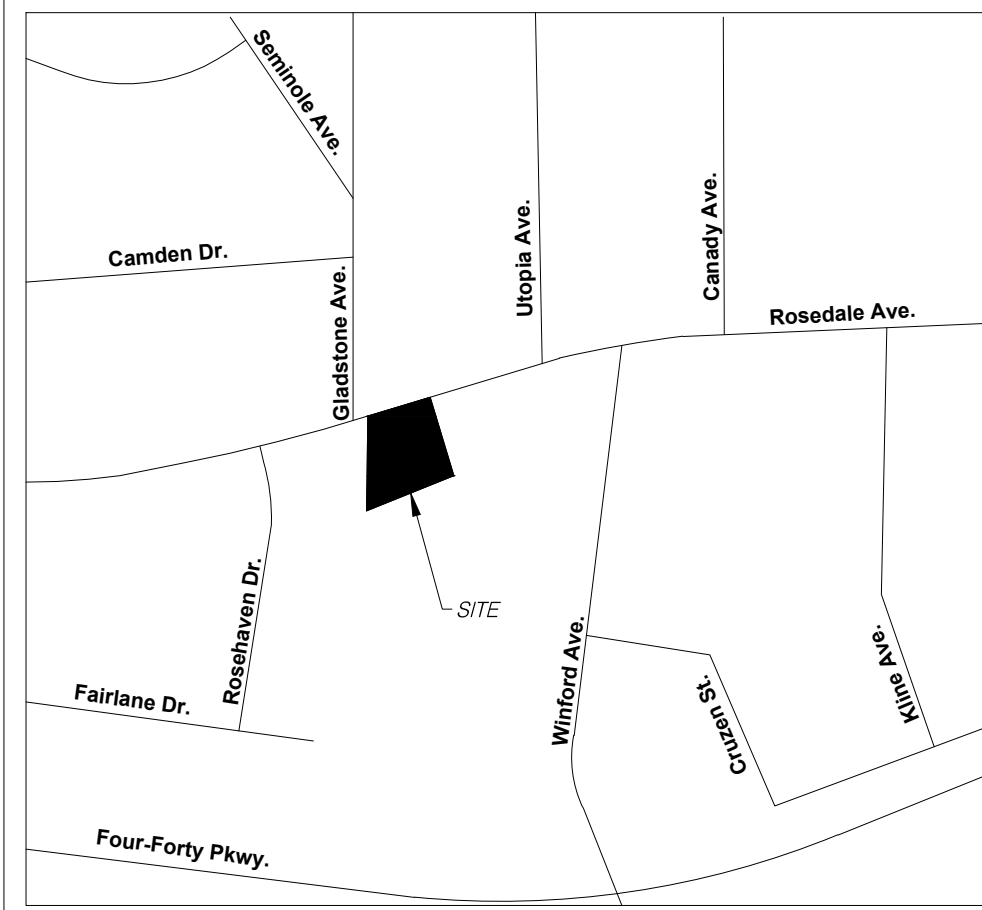 Seminole Ave.
Camden Dr.
Gladstone Ave.
Utopia Ave.
Canady Ave.
Rosedale Ave.
Rosehaven Dr.
SITE
Fairlane Dr.
Winford Ave.
Cruzen St.
Kline Ave.
Four-Forty Pkwy.